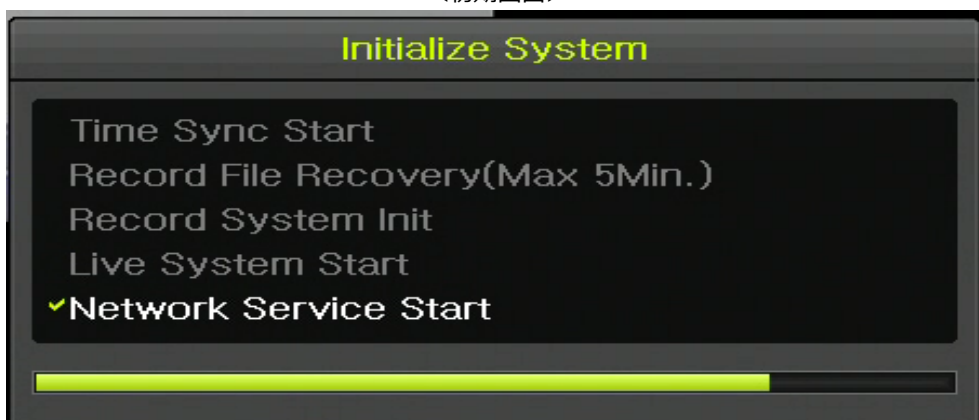 Initialize System
Time Sync Start
Record File Recovery(Max 5Min.)
Record System Init
Live System Start
Network Service Start